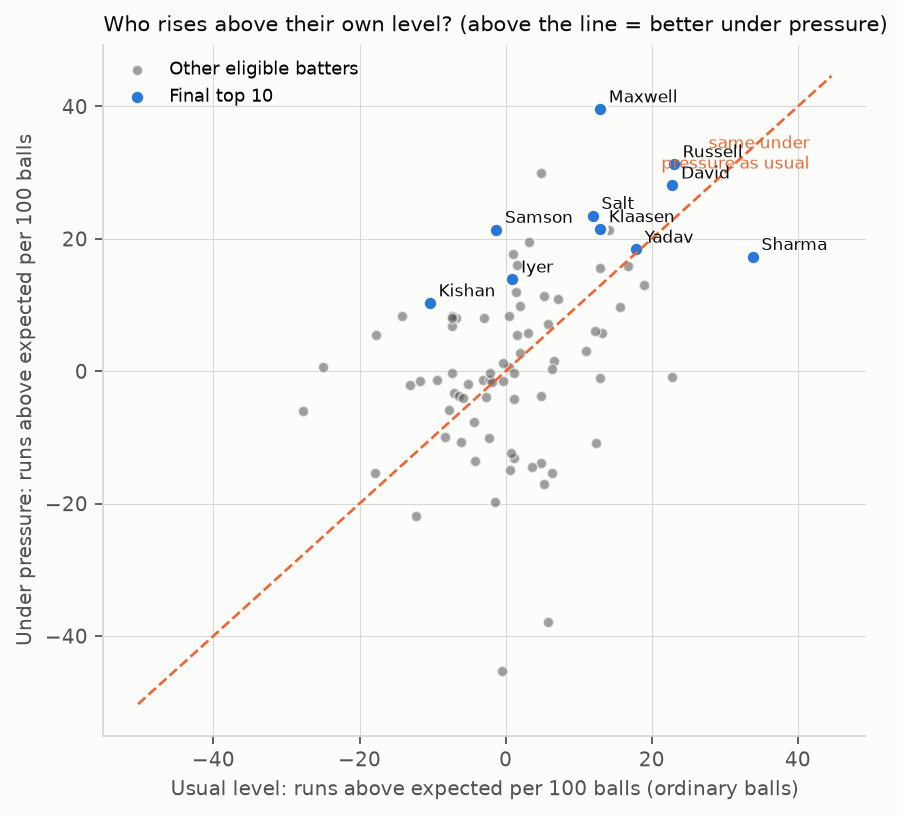 Who rises above their own level? (above the line = better under pressure)
Other eligible batters
Final top 10
Maxwell
same under
pressure as usual
Russell
David
Salt
Klaasen
Samson
Yadav
Sharma
Iyer
Kishan
40
20
0
−20
−40
−40
−20
0
20
40
Under pressure: runs above expected per 100 balls
Usual level: runs above expected per 100 balls (ordinary balls)